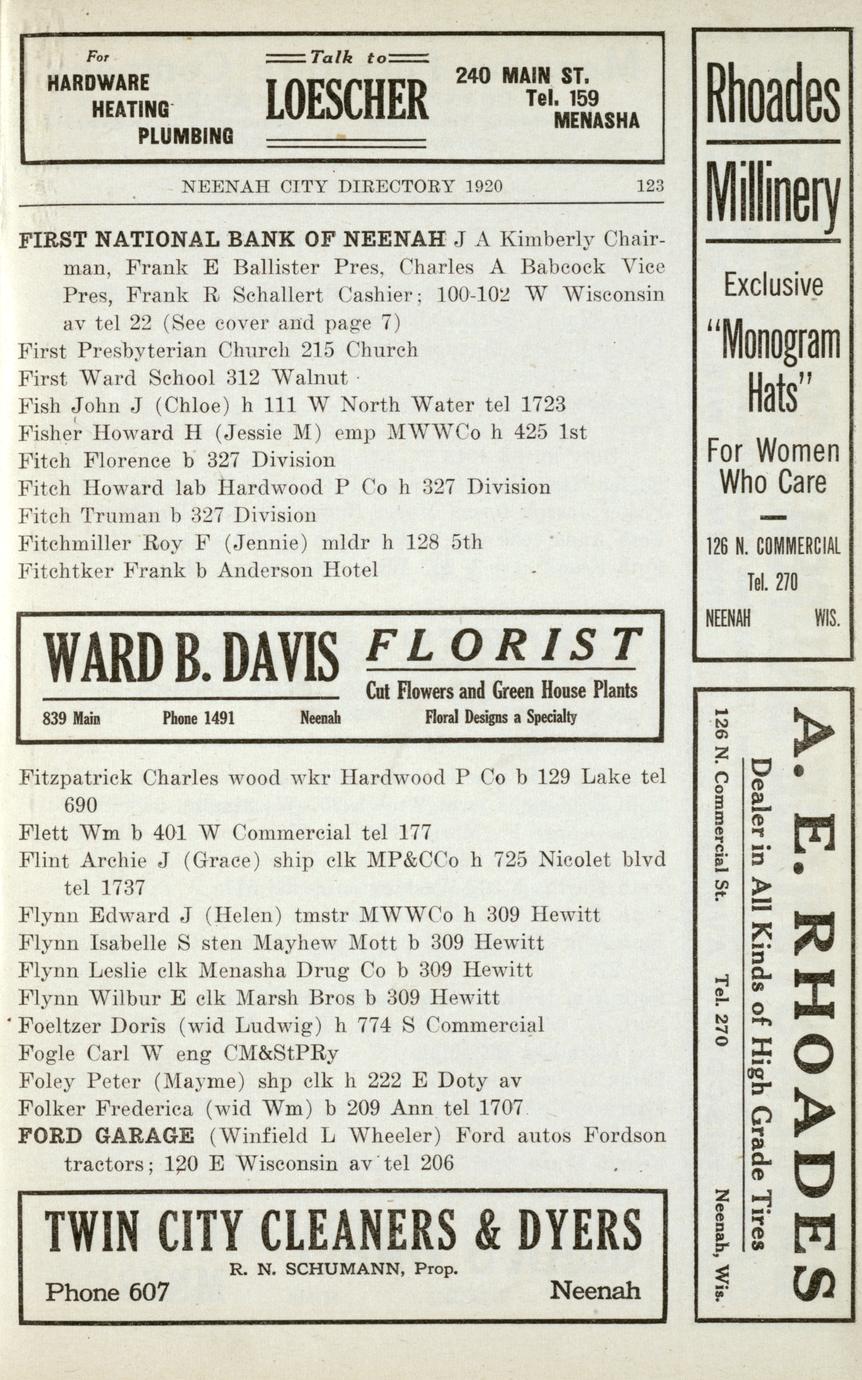 For
HARDWARE
HEATING
PLUMBING
Talk to
LOESCHER
240 MAIN ST.
Tel. 159
MENASHA
NEENAH CITY DIRECTORY 1920 123
FIRST NATIONAL BANK OF NEENAH J A Kimberly Chair-
man, Frank E Ballister Pres, Charles A Babcock Vice
Pres, Frank R Schallert Cashier; 100-102 W Wisconsin
av tel 22 (See cover and page 7)
First Presbyterian Church 215 Church
First Ward School 312 Walnut
Fish John J (Chloe) h 111 W North Water tel 1723
Fisher Howard H (Jessie M) emp MWWCo h 425 1st
Fitch Florence b 327 Division
Fitch Howard lab Hardwood P Co h 327 Division
Fitch Truman b 327 Division
Fitchmiller Roy F (Jennie) mldr h 128 5th
Fitchtker Frank b Anderson Hotel
WARD B. DAVIS
839 Main Phone 1491 Neenah
FLORIST
Cut Flowers and Green House Plants
Floral Designs a Specialty
Fitzpatrick Charles wood wkr Hardwood P Co b 129 Lake tel
690
Flett Wm b 401 W Commercial tel 177
Flint Archie J (Grace) ship clk MP&CCo h 725 Nicolet blvd
tel 1737
Flynn Edward J (Helen) tmstr MWWCo h 309 Hewitt
Flynn Isabelle S sten Mayhew Mott b 309 Hewitt
Flynn Leslie clk Menasha Drug Co b 309 Hewitt
Flynn Wilbur E clk Marsh Bros b 309 Hewitt
Foeltzer Doris (wid Ludwig) h 774 S Commercial
Fogle Carl W eng CM&StPRy
Foley Peter (Mayme) shp clk h 222 E Doty av
Folker Frederica (wid Wm) b 209 Ann tel 1707
FORD GARAGE (Winfield L Wheeler) Ford autos Fordson
tractors; 120 E Wisconsin av tel 206
TWIN CITY CLEANERS & DYERS
R. N. SCHUMANN, Prop.
Phone 607 Neenah
Rhoades
Millinery
Exclusive
"Monogram
Hats"
For Women
Who Care
126 N. COMMERCIAL
Tel. 270
NEENAH WIS.
A. E. RHOADES
Dealer in All Kinds of High Grade Tires
126 N. Commercial St. Tel. 270 Neenah, Wis.